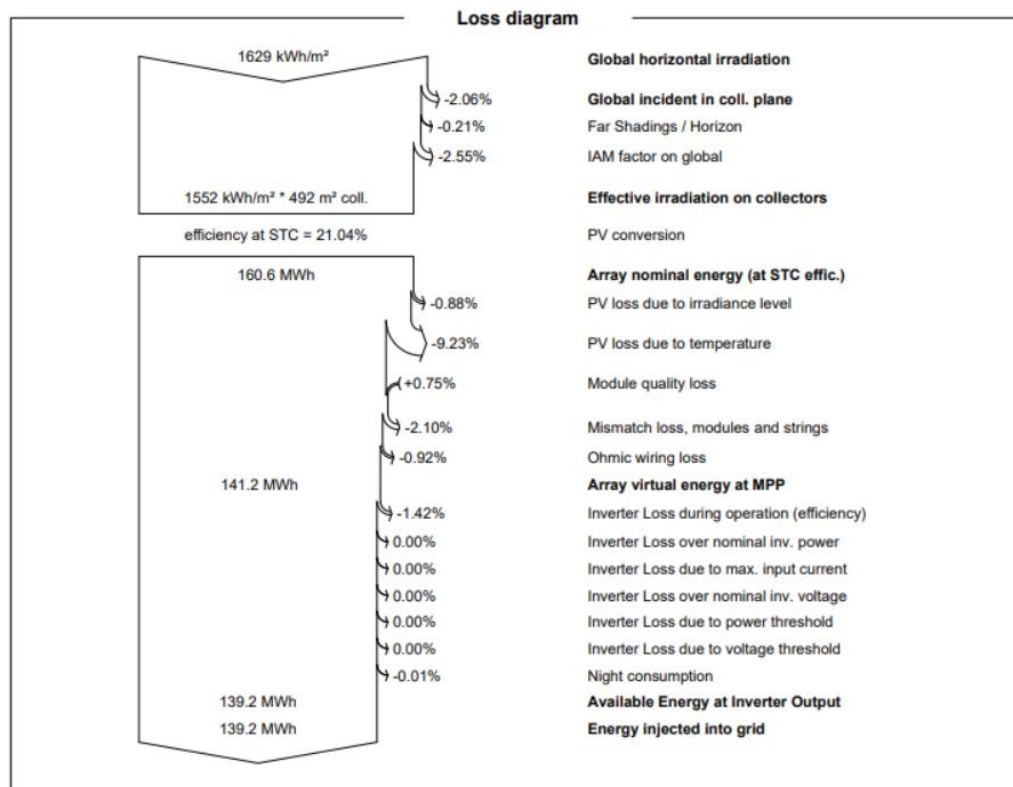 Loss diagram
1629 kWh/m² Global horizontal irradiation
-2.06% Global incident in coll. plane
-0.21% Far Shadings / Horizon
-2.55% IAM factor on global
1552 kWh/m² * 492 m² coll. Effective irradiation on collectors
efficiency at STC = 21.04% PV conversion
160.6 MWh Array nominal energy (at STC effic.)
-0.88% PV loss due to irradiance level
-9.23% PV loss due to temperature
+0.75% Module quality loss
-2.10% Mismatch loss, modules and strings
-0.92% Ohmic wiring loss
141.2 MWh Array virtual energy at MPP
-1.42% Inverter Loss during operation (efficiency)
0.00% Inverter Loss over nominal inv. power
0.00% Inverter Loss due to max. input current
0.00% Inverter Loss over nominal inv. voltage
0.00% Inverter Loss due to power threshold
0.00% Inverter Loss due to voltage threshold
-0.01% Night consumption
139.2 MWh Available Energy at Inverter Output
139.2 MWh Energy injected into grid